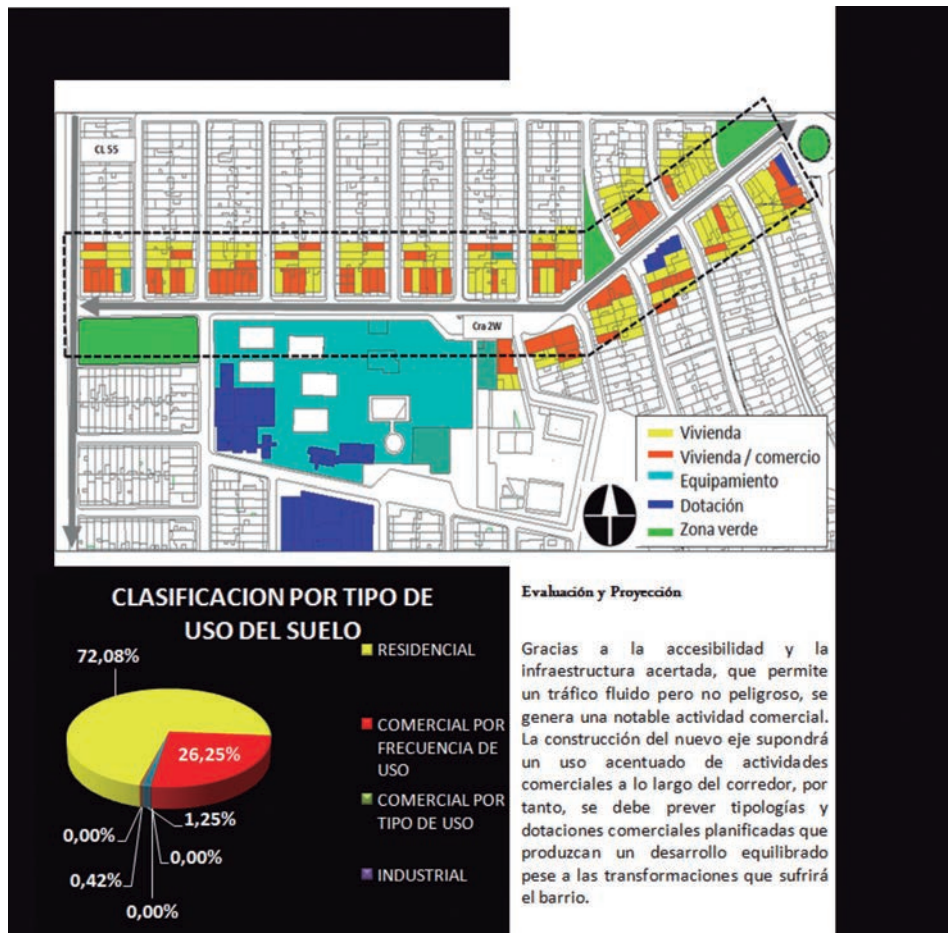 CL 55
Cra 2W
Vivienda
Vivienda / comercio
Equipamiento
Dotación
Zona verde
CLASIFICACION POR TIPO DE
USO DEL SUELO
72,08%
26,25%
1,25%
0,00%
0,00%
0,42%
0,00%
RESIDENCIAL
COMERCIAL POR
FRECUENCIA DE
USO
COMERCIAL POR
TIPO DE USO
INDUSTRIAL
Evaluación y Proyección
Gracias a la accesibilidad y la
infraestructura acertada, que permite
un tráfico fluido pero no peligroso, se
genera una notable actividad comercial.
La construcción del nuevo eje supondrá
un uso acentuado de actividades
comerciales a lo largo del corredor, por
tanto, se debe prever tipologías y
dotaciones comerciales planificadas que
produzcan un desarrollo equilibrado
pese a las transformaciones que sufrirá
el barrio.